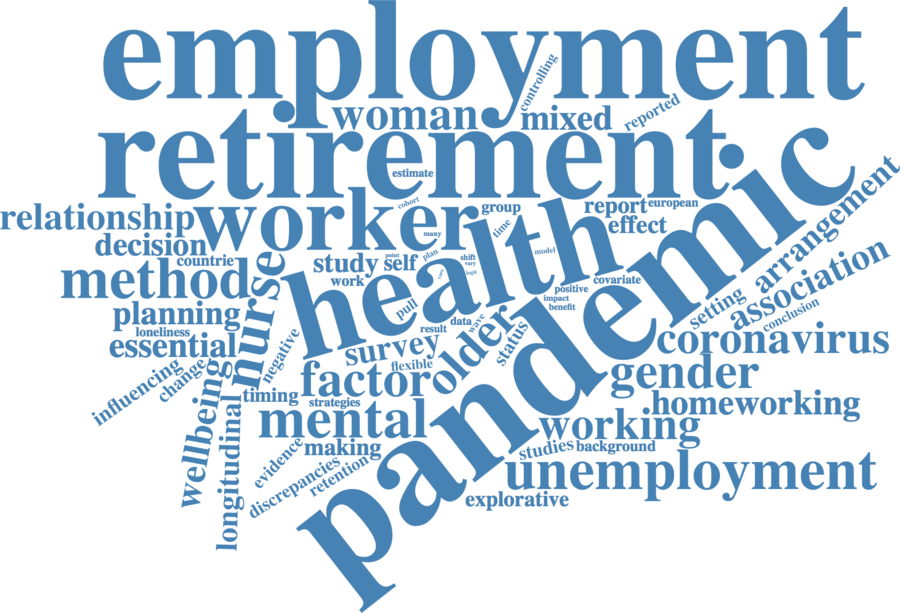 employment
controlling
woman
mixed
reported
retirement
pandemic
estimate
relationship
worker
cohort
group
report
european
effect
arrangement
decision
many
time
health
countrie
study
self
point
plan
shift
vary
model
association
method
nurse
work
logit
positive
covariate
impact
benefit
setting
conclusion
planning
pull
loneliness
essential
negative
result
data
wave
older
status
coronavirus
survey
flexible
influencing
change
wellbeing
timing
factor
strategies
gender
homeworking
longitudinal
mental
working
making
evidence
studies
background
discrepancies
retention
unemployment
explorative